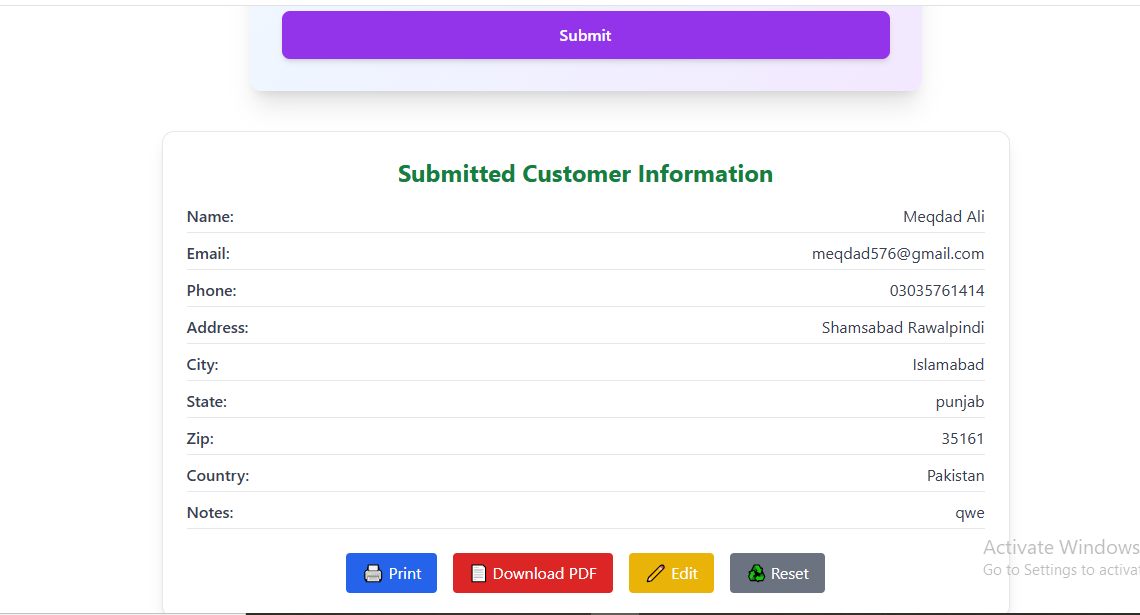 Submit
Submitted Customer Information
Name: Meqdad Ali
Email: meqdad576@gmail.com
Phone: 03035761414
Address: Shamsabad Rawalpindi
City: Islamabad
State: punjab
Zip: 35161
Country: Pakistan
Notes: qwe
Print Download PDF Edit Reset
Activate Windows
Go to Settings to activat